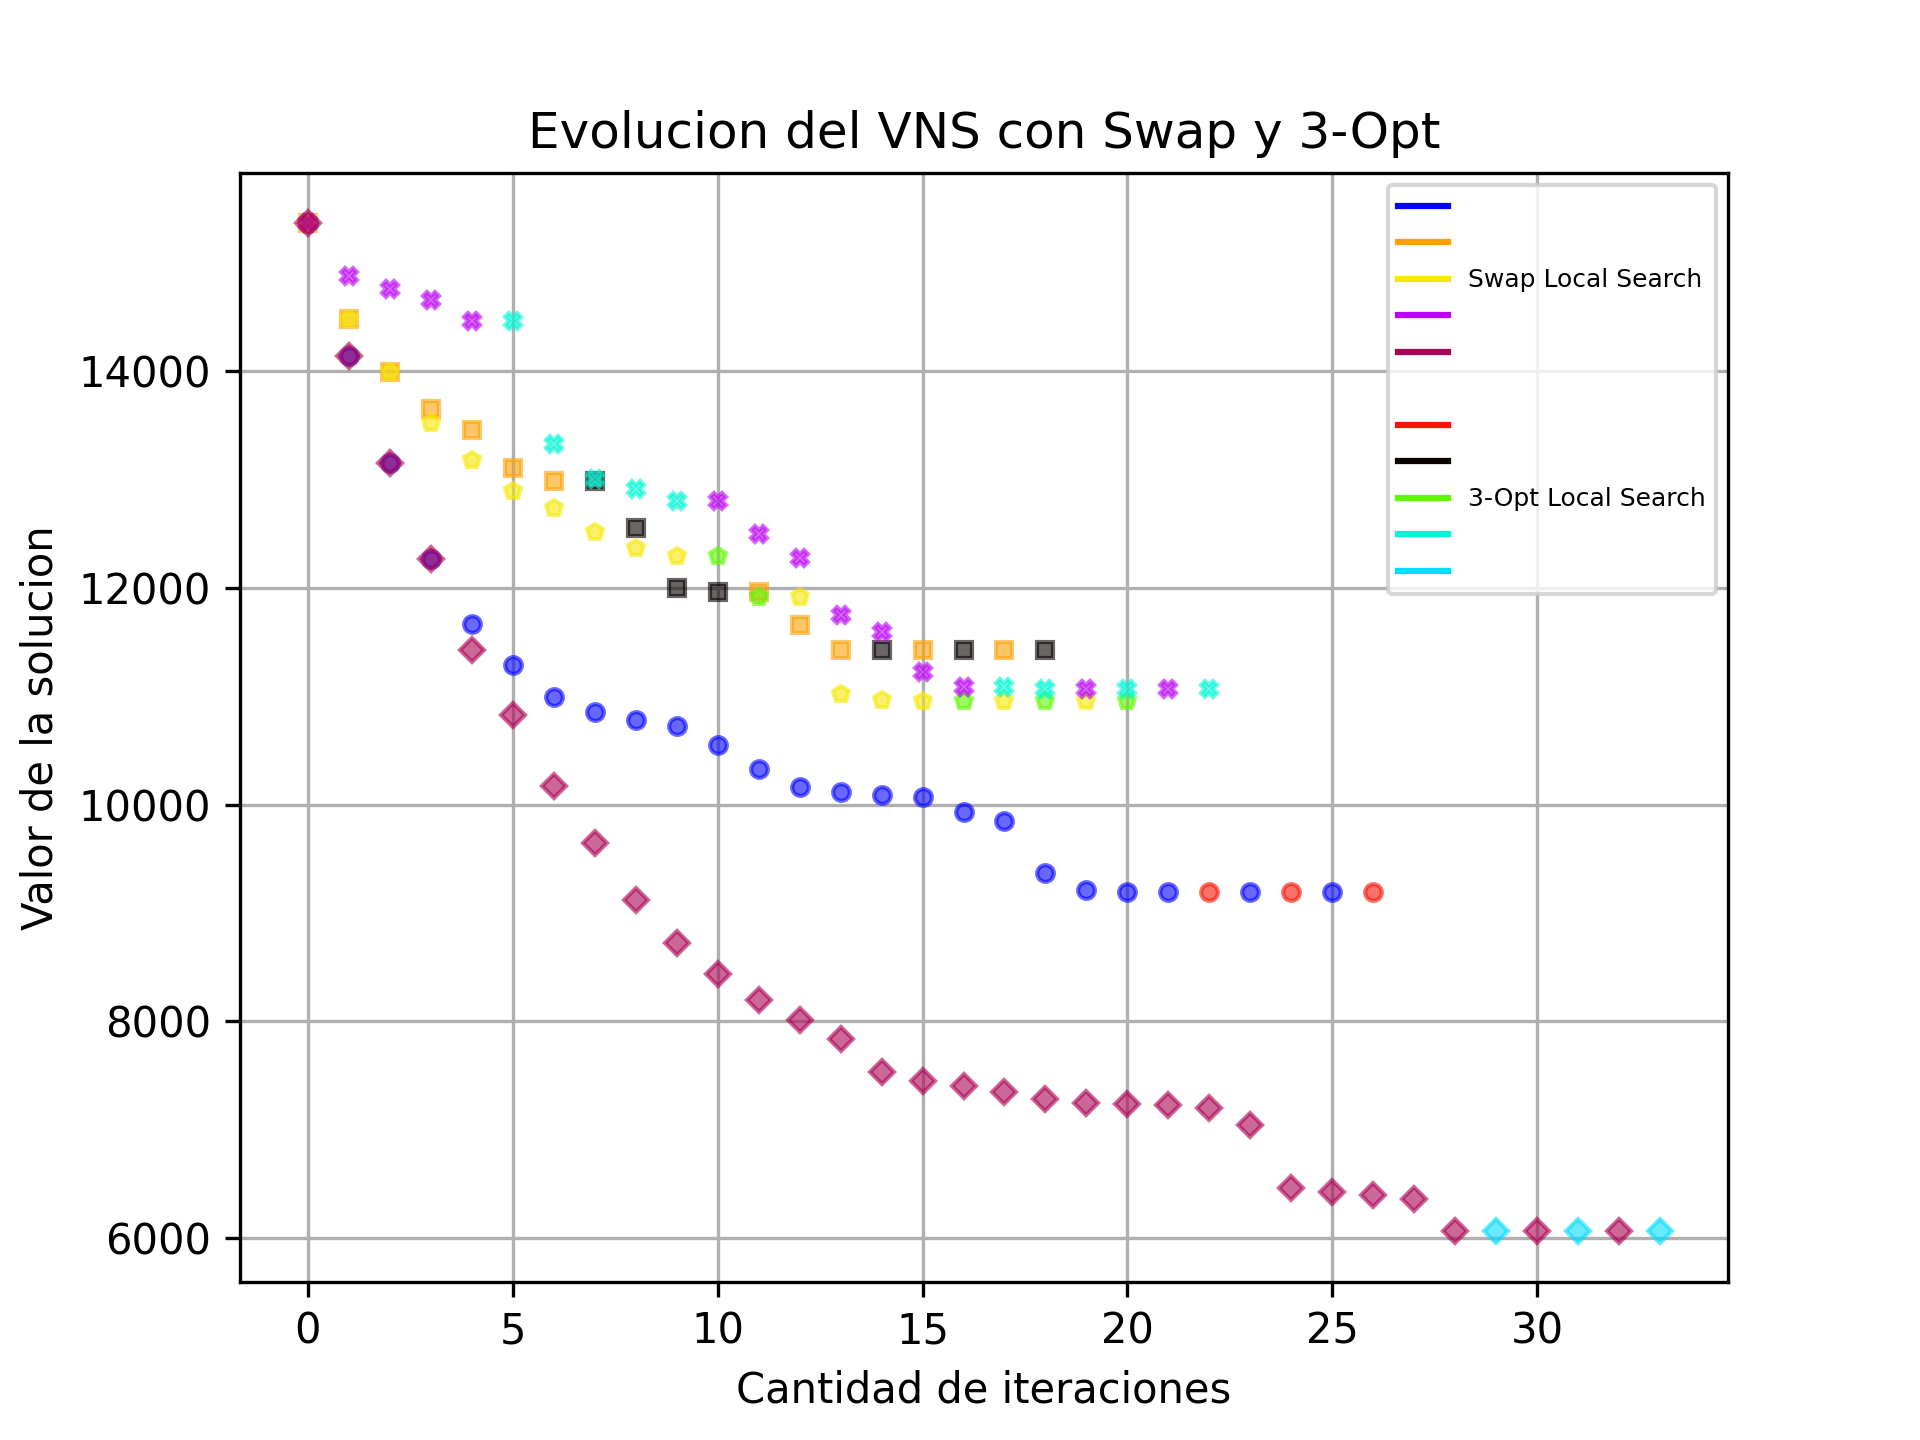 Evolucion del VNS con Swap y 3-Opt
Swap Local Search
3-Opt Local Search
Valor de la solucion
14000
12000
10000
8000
6000
0 5 10 15 20 25 30
Cantidad de iteraciones